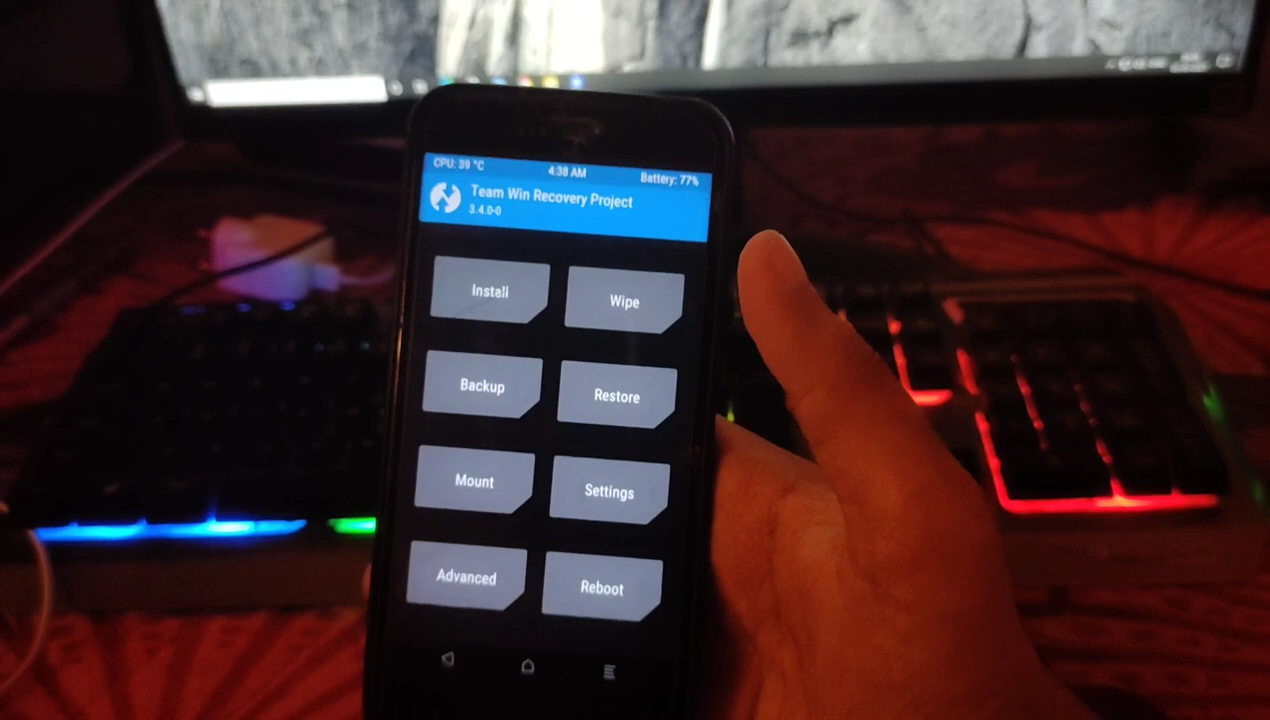 CPU: 39 °C 4:38 AM Battery: 77%
Team Win Recovery Project
3.4.0-0
Install Wipe
Backup Restore
Mount Settings
Advanced Reboot